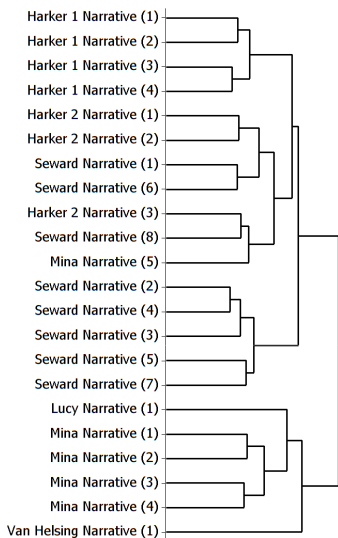 Harker 1 Narrative (1)
Harker 1 Narrative (2)
Harker 1 Narrative (3)
Harker 1 Narrative (4)
Harker 2 Narrative (1)
Harker 2 Narrative (2)
Seward Narrative (1)
Seward Narrative (6)
Harker 2 Narrative (3)
Seward Narrative (8)
Mina Narrative (5)
Seward Narrative (2)
Seward Narrative (4)
Seward Narrative (3)
Seward Narrative (5)
Seward Narrative (7)
Lucy Narrative (1)
Mina Narrative (1)
Mina Narrative (2)
Mina Narrative (3)
Mina Narrative (4)
Van Helsing Narrative (1)